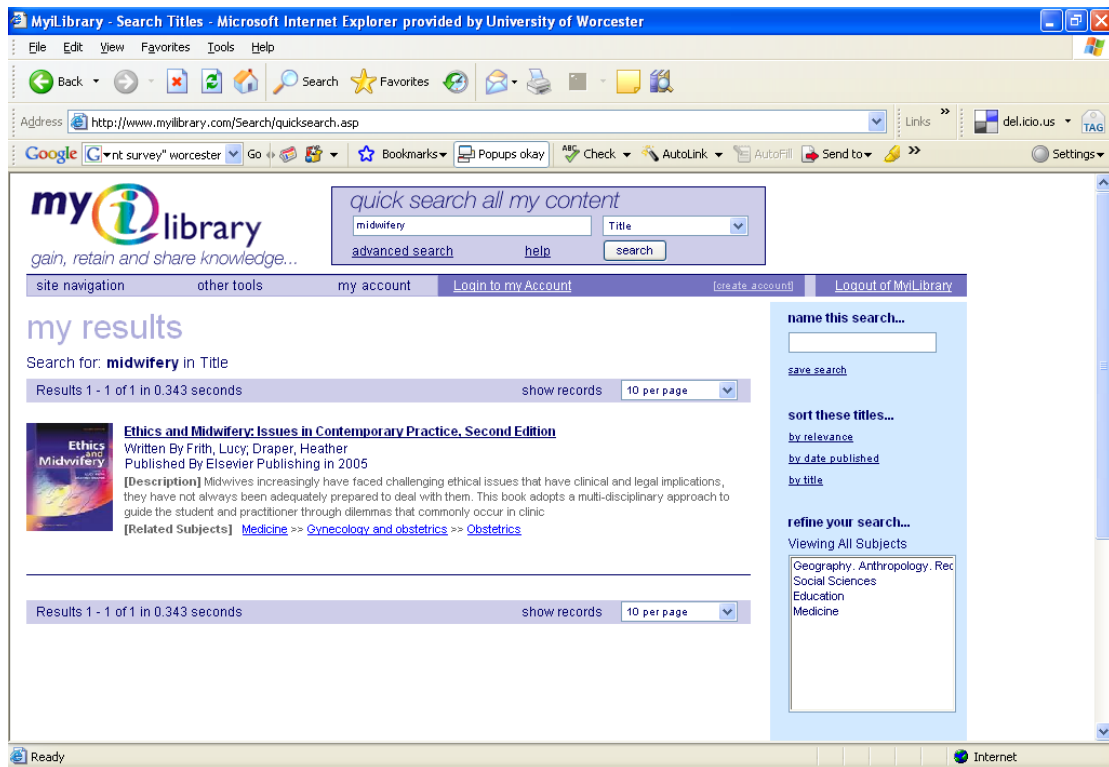 MyiLibrary - Search Titles - Microsoft Internet Explorer provided by University of Worcester
File Edit View Favorites Tools Help
Back Search Favorites
Address http://www.myilibrary.com/Search/quicksearch.asp Links » del.icio.us TAG
Google G nt survey" worcester Go Bookmarks Popups okay ABC Check AutoLink AutoFill Send to » Settings
my i library
gain, retain and share knowledge...
quick search all my content
midwifery Title
advanced search help search
site navigation other tools my account Login to my Account [create account] Logout of MyiLibrary
my results
Search for: midwifery in Title
Results 1 - 1 of 1 in 0.343 seconds show records 10 per page
Ethics
and
Midwifery
Ethics and Midwifery: Issues in Contemporary Practice, Second Edition
Written By Frith, Lucy; Draper, Heather
Published By Elsevier Publishing in 2005
[Description] Midwives increasingly have faced challenging ethical issues that have clinical and legal implications,
they have not always been adequately prepared to deal with them. This book adopts a multi-disciplinary approach to
guide the student and practitioner through dilemmas that commonly occur in clinic
[Related Subjects] Medicine >> Gynecology and obstetrics >> Obstetrics
Results 1 - 1 of 1 in 0.343 seconds show records 10 per page
name this search...
save search
sort these titles...
by relevance
by date published
by title
refine your search...
Viewing All Subjects
Geography. Anthropology. Rec
Social Sciences
Education
Medicine
Ready Internet